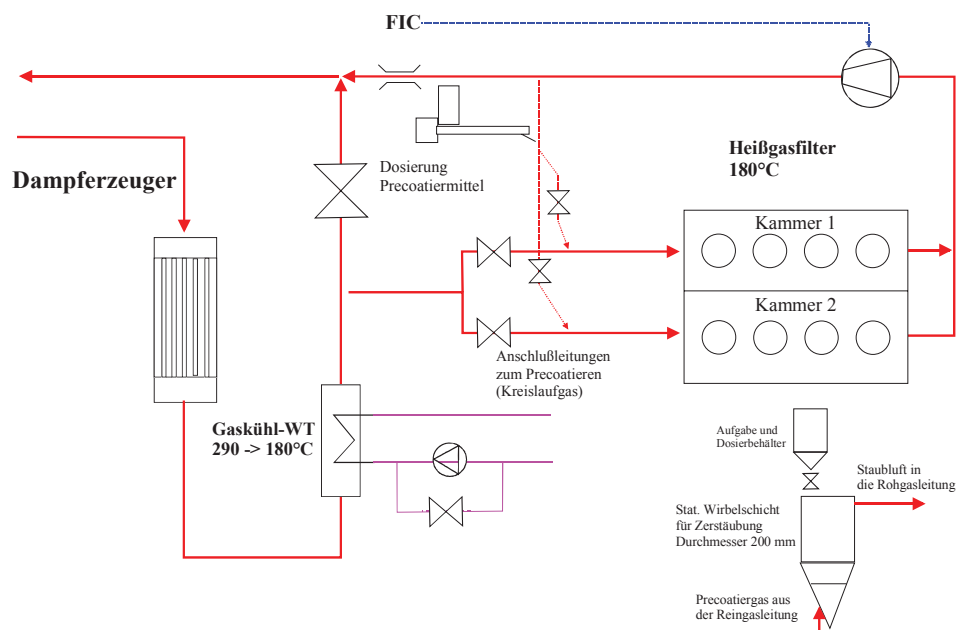 FIC
Dampferzeuger
Dosierung
Precoatiermittel
Heißgasfilter
180°C
Kammer 1
Kammer 2
Anschlußleitungen
zum Precoatieren
(Kreislaufgas)
Gaskühl-WT
290 -> 180°C
Aufgabe und
Dosierbehälter
Staubluft in
die Rohgasleitung
Stat. Wirbelschicht
für Zerstäubung
Durchmesser 200 mm
Precoatiergas aus
der Reingasleitung